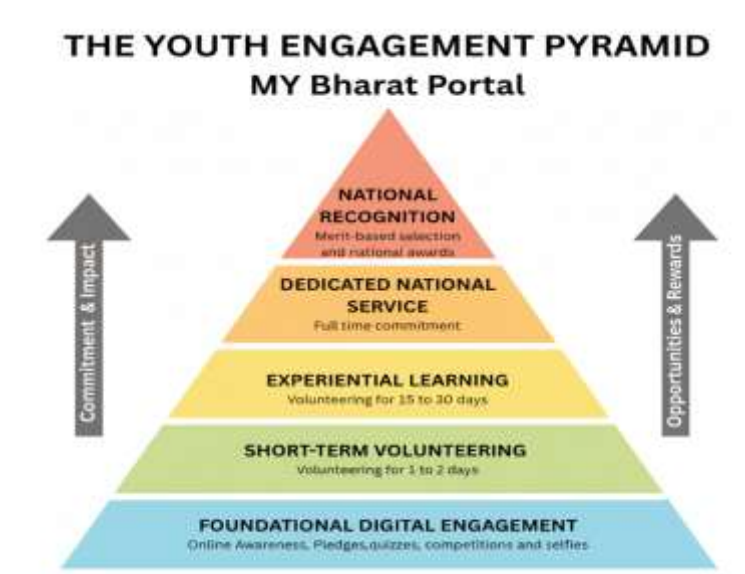 THE YOUTH ENGAGEMENT PYRAMID
MY Bharat Portal
NATIONAL
RECOGNITION
Merit-based selection
and national awards
DEDICATED NATIONAL
SERVICE
Full time commitment
EXPERIENTIAL LEARNING
Volunteering for 15 to 30 days
SHORT-TERM VOLUNTEERING
Volunteering for 1 to 2 days
FOUNDATIONAL DIGITAL ENGAGEMENT
Online Awareness, Pledges,quizzes, competitions and selfies
Commitment & Impact
Opportunities & Rewards